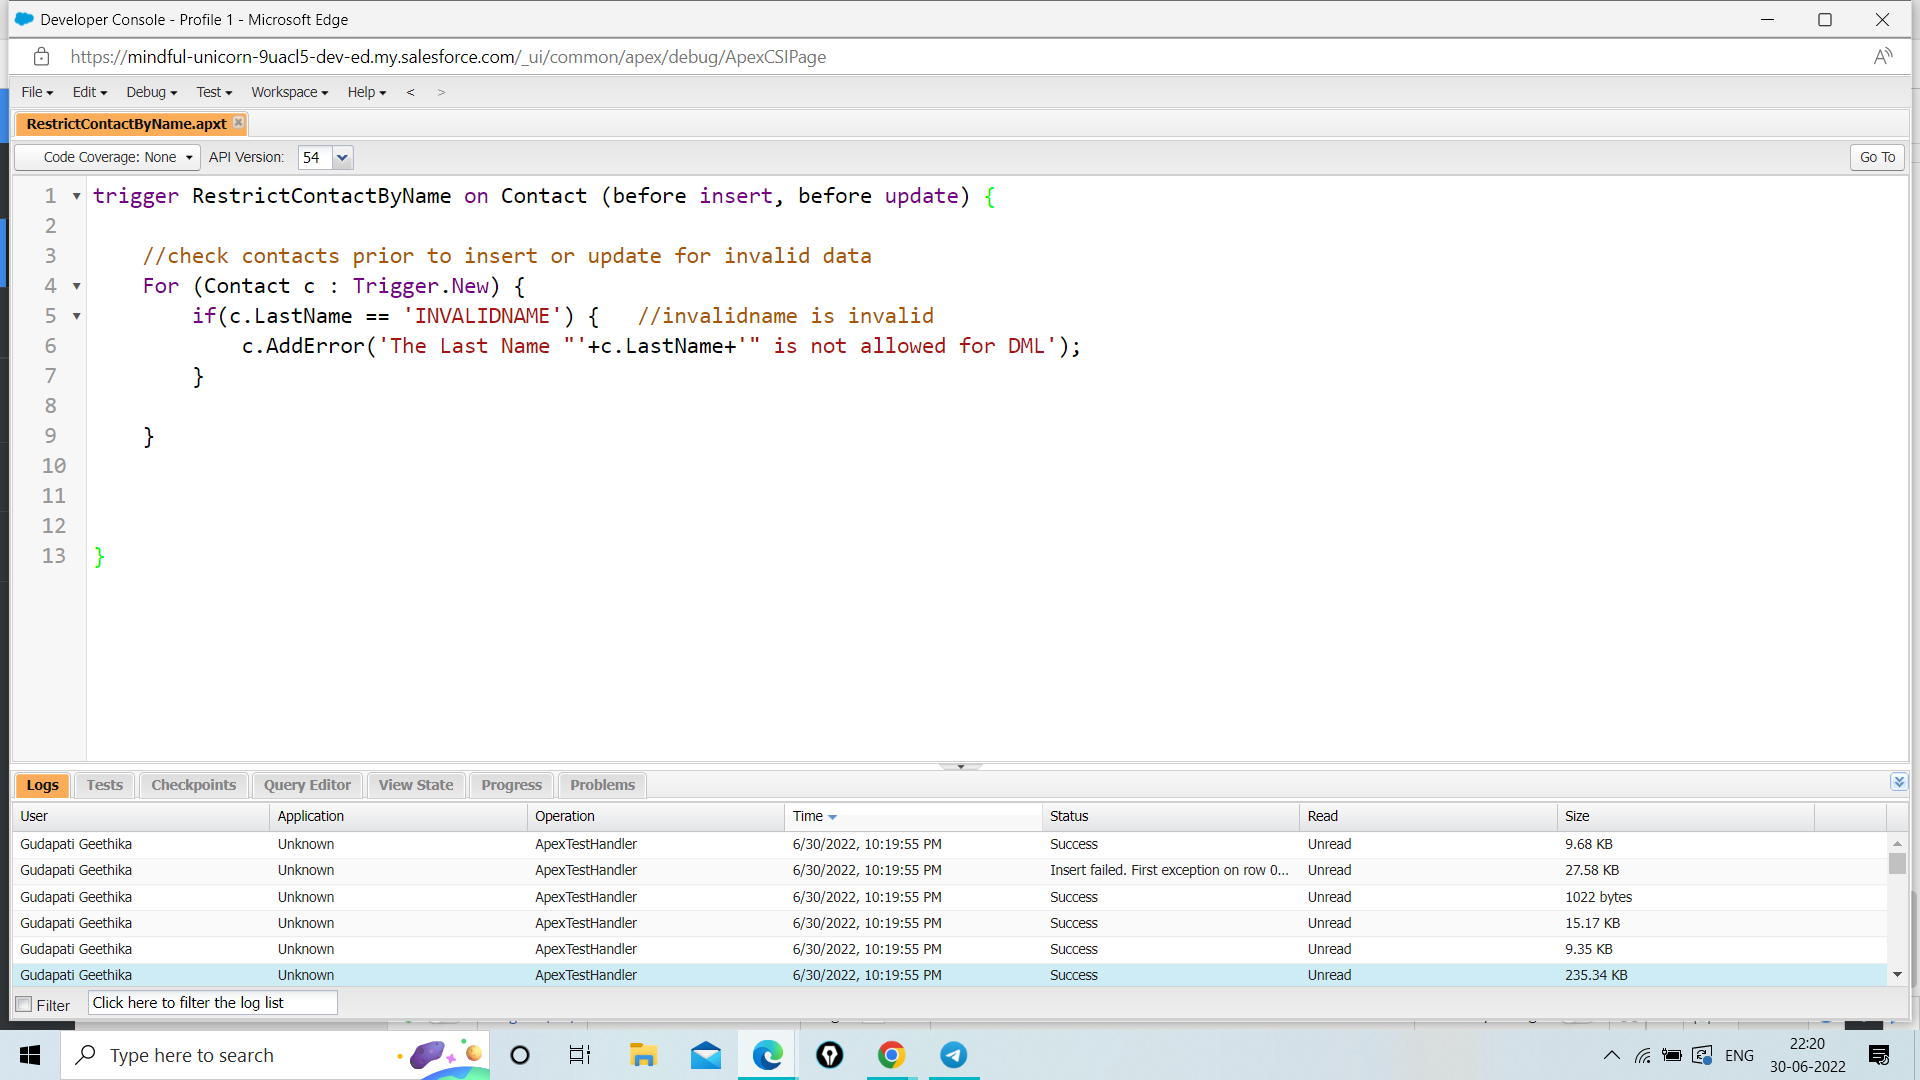 Developer Console - Profile 1 - Microsoft Edge
https://mindful-unicorn-9uacl5-dev-ed.my.salesforce.com/_ui/common/apex/debug/ApexCSIPage
File Edit Debug Test Workspace Help < >
RestrictContactByName.apxt
Code Coverage: None API Version: 54 Go To
1 trigger RestrictContactByName on Contact (before insert, before update) {
2
3 //check contacts prior to insert or update for invalid data
4 For (Contact c : Trigger.New) {
5 if(c.LastName == 'INVALIDNAME') { //invalidname is invalid
6 c.AddError('The Last Name "'+c.LastName+'" is not allowed for DML');
7 }
8
9 }
10
11
12
13 }
Logs Tests Checkpoints Query Editor View State Progress Problems
User Application Operation Time Status Read Size
Gudapati Geethika Unknown ApexTestHandler 6/30/2022, 10:19:55 PM Success Unread 9.68 KB
Gudapati Geethika Unknown ApexTestHandler 6/30/2022, 10:19:55 PM Insert failed. First exception on row 0... Unread 27.58 KB
Gudapati Geethika Unknown ApexTestHandler 6/30/2022, 10:19:55 PM Success Unread 1022 bytes
Gudapati Geethika Unknown ApexTestHandler 6/30/2022, 10:19:55 PM Success Unread 15.17 KB
Gudapati Geethika Unknown ApexTestHandler 6/30/2022, 10:19:55 PM Success Unread 9.35 KB
Gudapati Geethika Unknown ApexTestHandler 6/30/2022, 10:19:55 PM Success Unread 235.34 KB
Filter Click here to filter the log list
Type here to search
ENG
22:20
30-06-2022